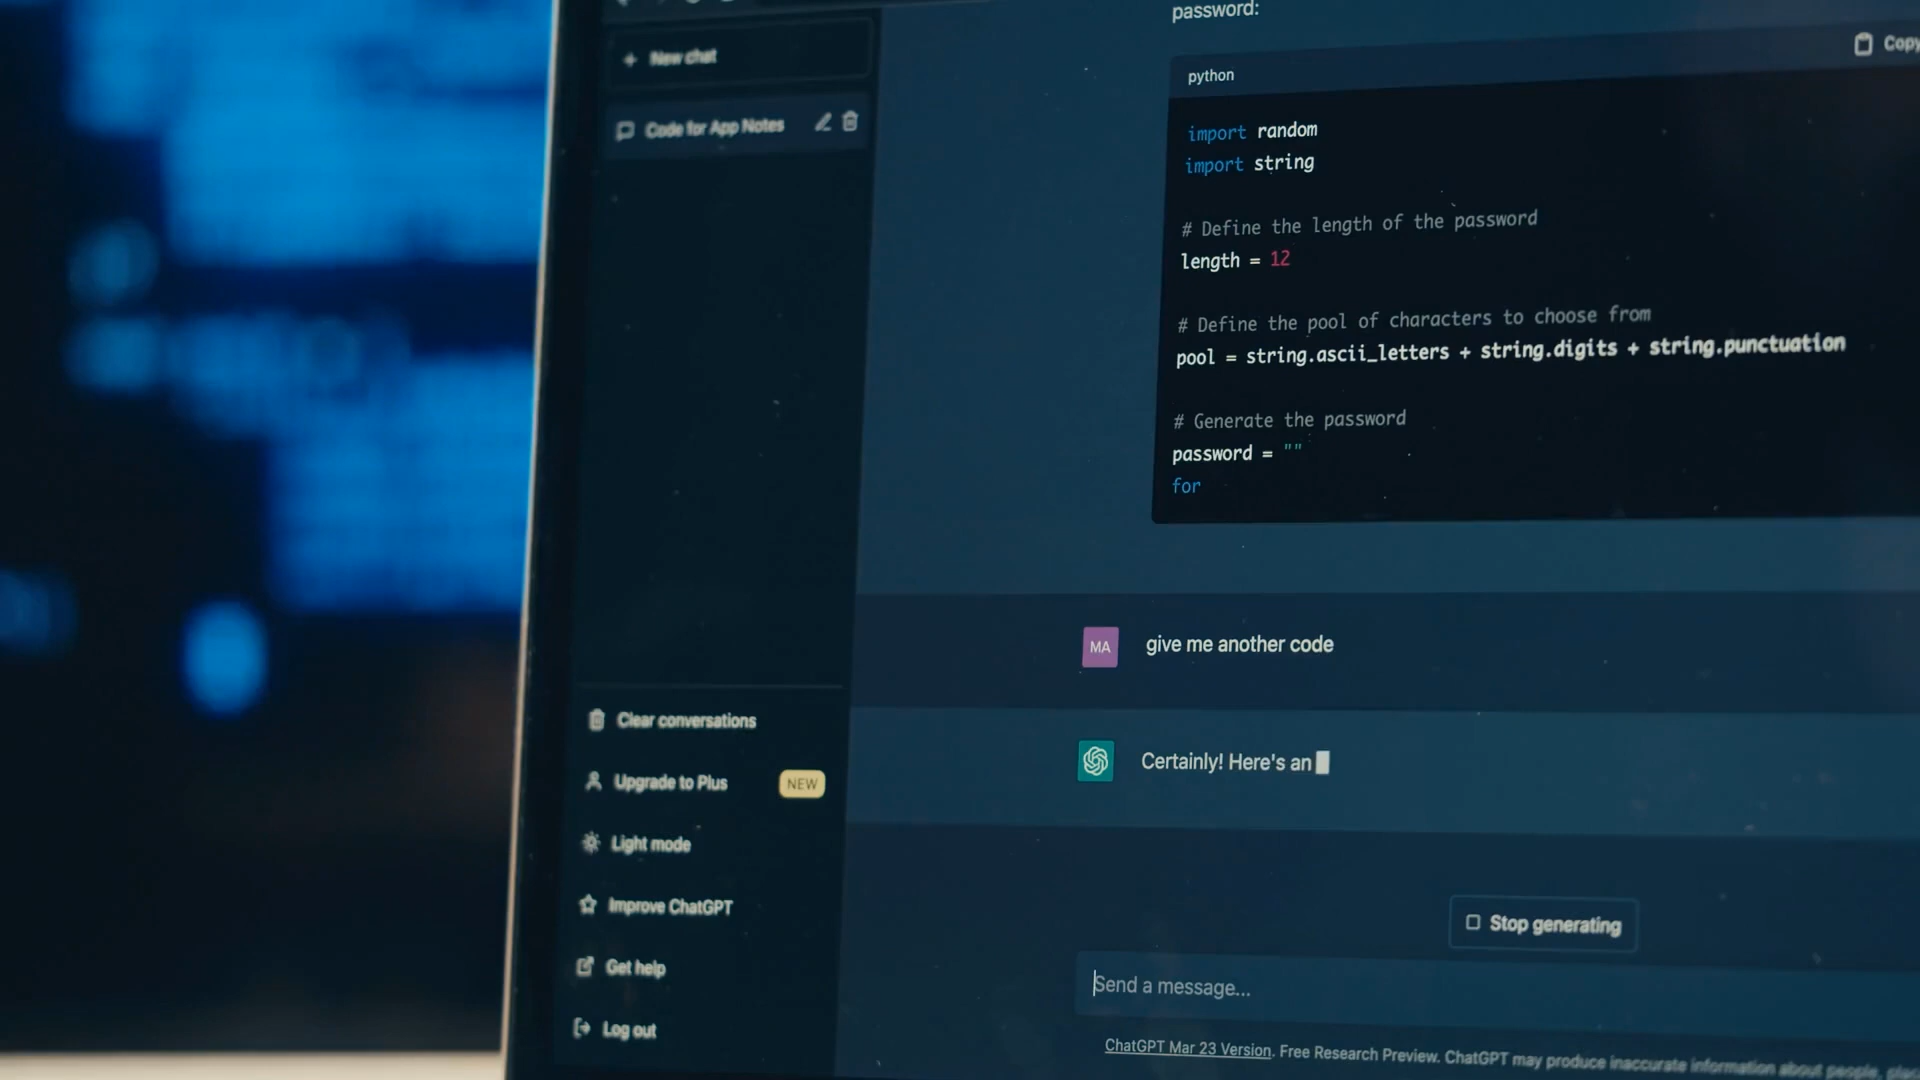 New chat
Code for App Notes
Clear conversations
Upgrade to Plus NEW
Light mode
Improve ChatGPT
Get help
Log out
password:
python
Copy
import random
import string
# Define the length of the password
length = 12
# Define the pool of characters to choose from
pool = string.ascii_letters + string.digits + string.punctuation
# Generate the password
password = ""
for
MA
give me another code
Certainly! Here's an
Stop generating
Send a message...
ChatGPT Mar 23 Version. Free Research Preview. ChatGPT may produce inaccurate information about people,